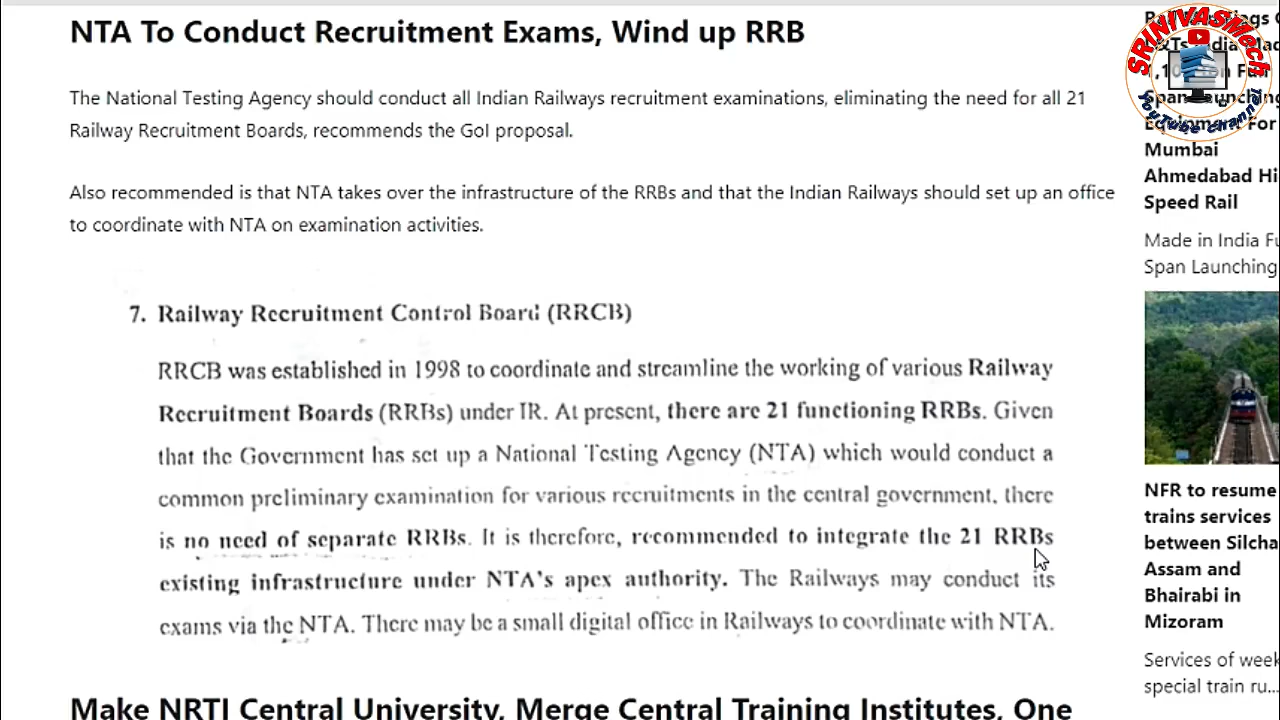 NTA To Conduct Recruitment Exams, Wind up RRB
The National Testing Agency should conduct all Indian Railways recruitment examinations, eliminating the need for all 21
Railway Recruitment Boards, recommends the GoI proposal.
Also recommended is that NTA takes over the infrastructure of the RRBs and that the Indian Railways should set up an office
to coordinate with NTA on examination activities.
7. Railway Recruitment Control Board (RRCB)
RRCB was established in 1998 to coordinate and streamline the working of various Railway
Recruitment Boards (RRBs) under IR. At present, there are 21 functioning RRBs. Given
that the Government has set up a National Testing Agency (NTA) which would conduct a
common preliminary examination for various recruitments in the central government, there
is no need of separate RRBs. It is therefore, recommended to integrate the 21 RRBs
existing infrastructure under NTA's apex authority. The Railways may conduct its
exams via the NTA. There may be a small digital office in Railways to coordinate with NTA.
Make NRTI Central University, Merge Central Training Institutes, One
SRINIVASMech
YouTube Channel
Mumbai
Ahmedabad Hi
Speed Rail
Made in India Fu
Span Launching
NFR to resume
trains services
between Silcha
Assam and
Bhairabi in
Mizoram
Services of week
special train ru...